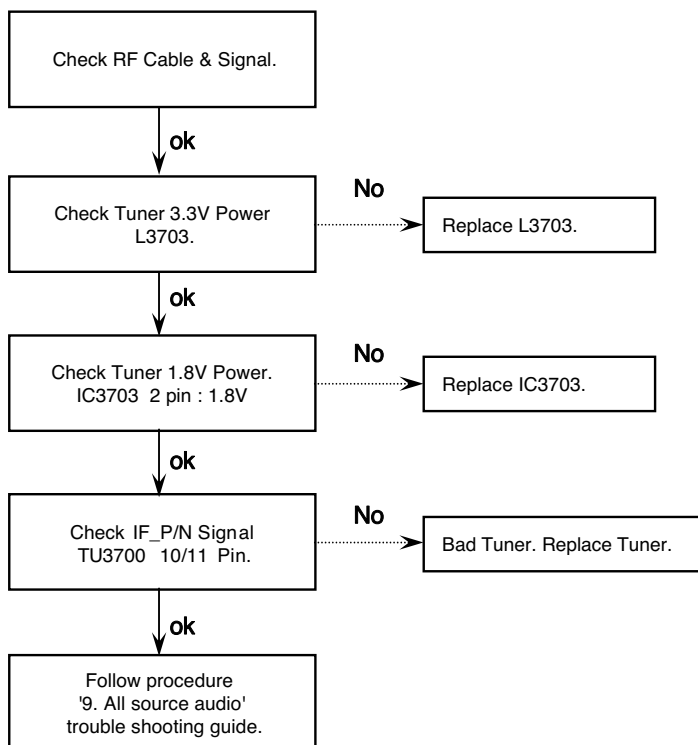 Check RF Cable & Signal.
ok
Check Tuner 3.3V Power
L3703.
No
Replace L3703.
ok
Check Tuner 1.8V Power.
IC3703 2 pin : 1.8V
No
Replace IC3703.
ok
Check IF_P/N Signal
TU3700 10/11 Pin.
No
Bad Tuner. Replace Tuner.
ok
Follow procedure
'9. All source audio'
trouble shooting guide.